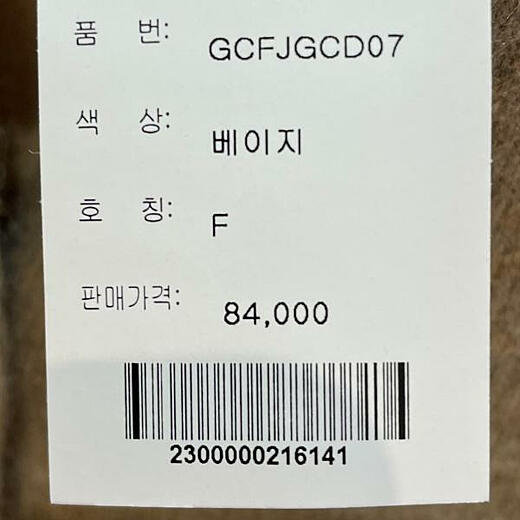 품 번: GCFJGCD07
색 상: 베이지
호 칭: F
판매가격: 84,000
2300000216141